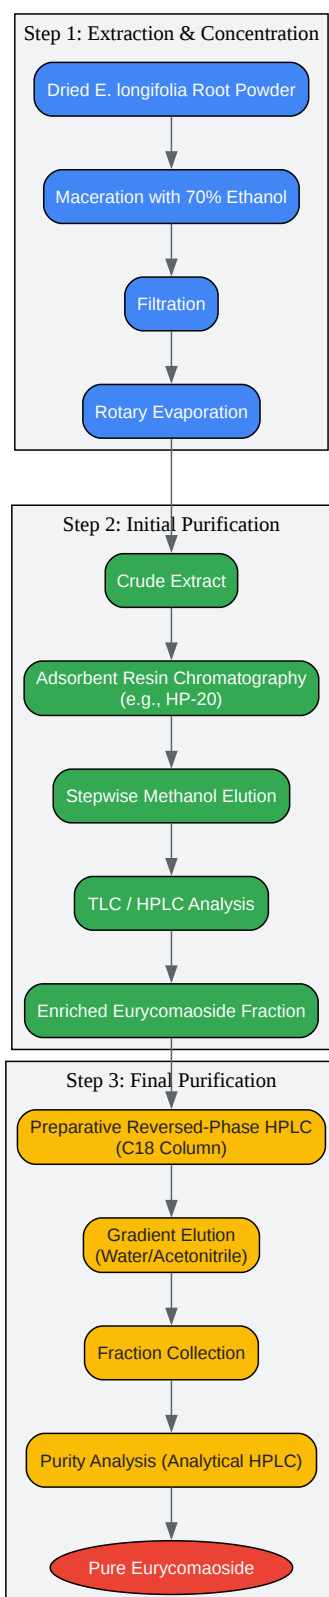 Step 1: Extraction & Concentration
Dried E. longifolia Root Powder
Maceration with 70% Ethanol
Filtration
Rotary Evaporation
Step 2: Initial Purification
Crude Extract
Adsorbent Resin Chromatography
(e.g., HP-20)
Stepwise Methanol Elution
TLC / HPLC Analysis
Enriched Eurycomaoside Fraction
Step 3: Final Purification
Preparative Reversed-Phase HPLC
(C18 Column)
Gradient Elution
(Water/Acetonitrile)
Fraction Collection
Purity Analysis (Analytical HPLC)
Pure Eurycomaoside